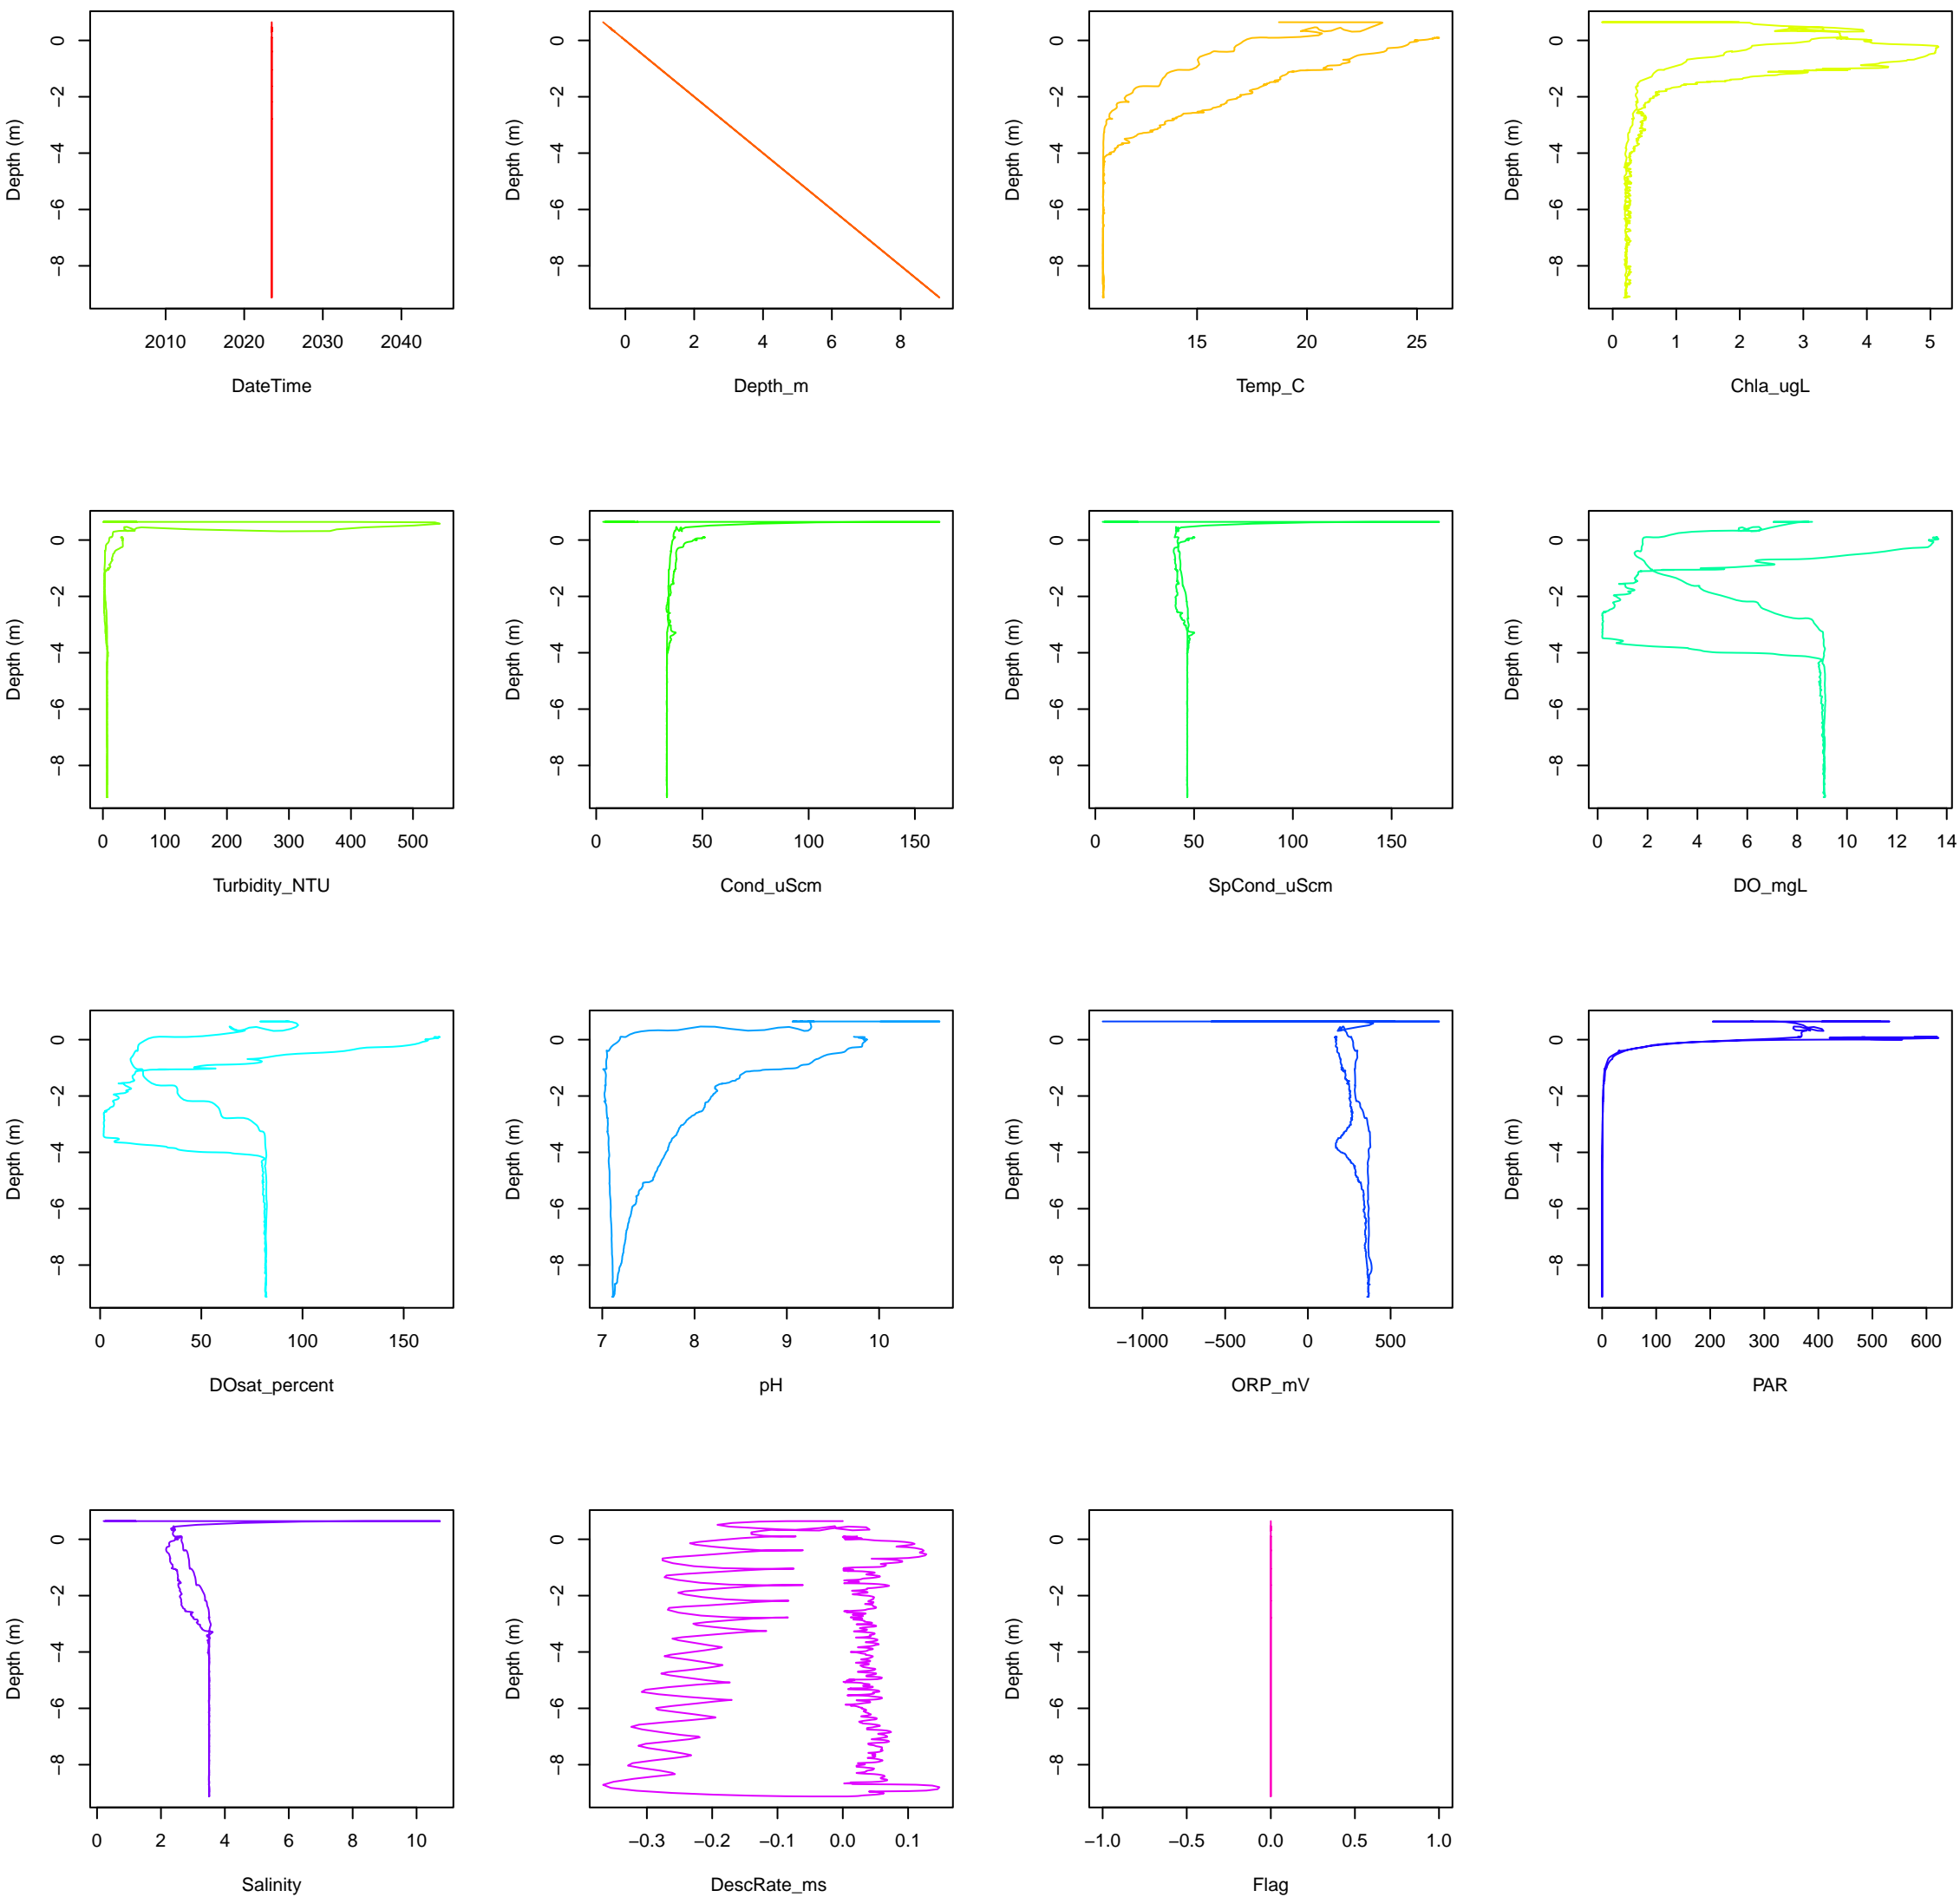 Depth (m)
0
−2
−4
−6
−8
2010 2020 2030 2040
DateTime
Depth (m)
0
−2
−4
−6
−8
0 2 4 6 8
Depth_m
Depth (m)
0
−2
−4
−6
−8
15 20 25
Temp_C
Depth (m)
0
−2
−4
−6
−8
0 1 2 3 4 5
Chla_ugL
Depth (m)
0
−2
−4
−6
−8
0 100 200 300 400 500
Turbidity_NTU
Depth (m)
0
−2
−4
−6
−8
0 50 100 150
Cond_uScm
Depth (m)
0
−2
−4
−6
−8
0 50 100 150
SpCond_uScm
Depth (m)
0
−2
−4
−6
−8
0 2 4 6 8 10 12 14
DO_mgL
Depth (m)
0
−2
−4
−6
−8
0 50 100 150
DOsat_percent
Depth (m)
0
−2
−4
−6
−8
7 8 9 10
pH
Depth (m)
0
−2
−4
−6
−8
−1000 −500 0 500
ORP_mV
Depth (m)
0
−2
−4
−6
−8
0 100 200 300 400 500 600
PAR
Depth (m)
0
−2
−4
−6
−8
0 2 4 6 8 10
Salinity
Depth (m)
0
−2
−4
−6
−8
−0.3 −0.2 −0.1 0.0 0.1
DescRate_ms
Depth (m)
0
−2
−4
−6
−8
−1.0 −0.5 0.0 0.5 1.0
Flag